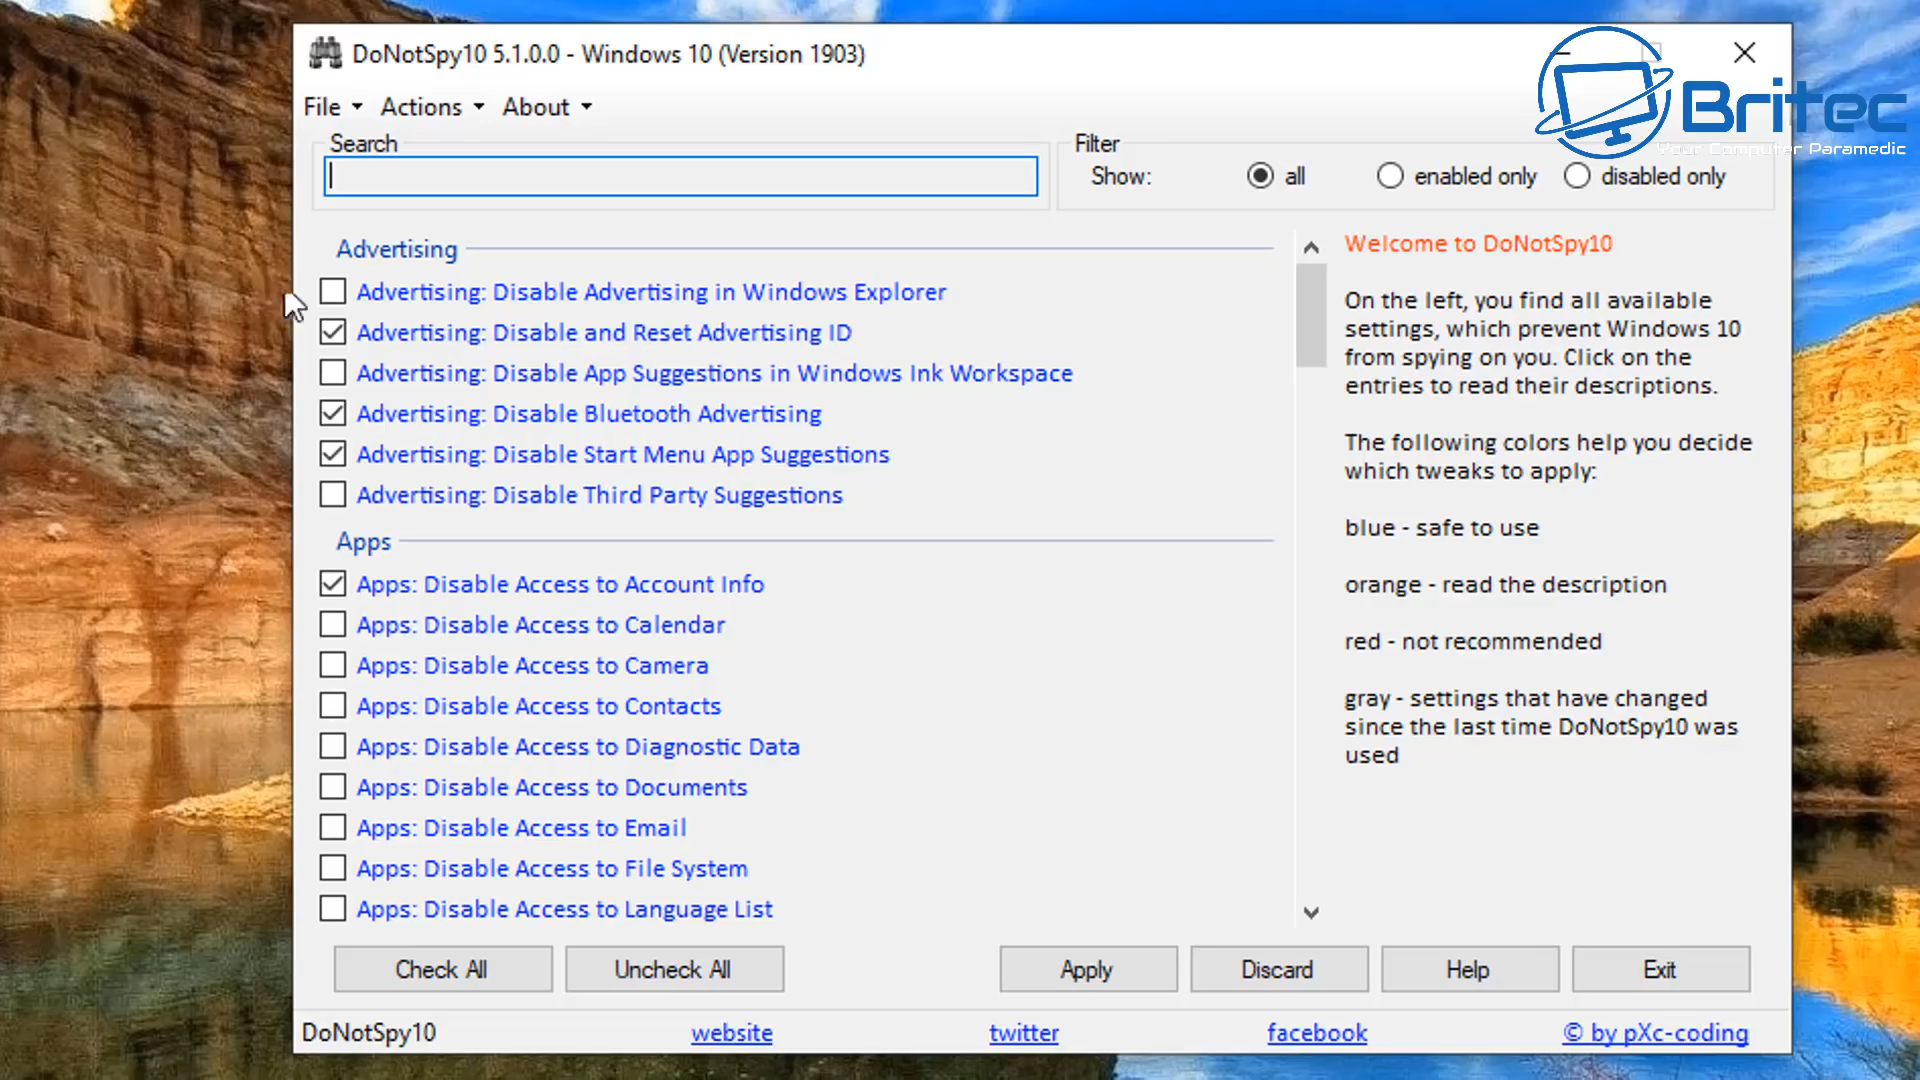 DoNotSpy10 5.1.0.0 - Windows 10 (Version 1903)
Britec
Your Computer Paramedic
File Actions About
Search
Filter
Show: all enabled only disabled only
Advertising
Advertising: Disable Advertising in Windows Explorer
Advertising: Disable and Reset Advertising ID
Advertising: Disable App Suggestions in Windows Ink Workspace
Advertising: Disable Bluetooth Advertising
Advertising: Disable Start Menu App Suggestions
Advertising: Disable Third Party Suggestions
Apps
Apps: Disable Access to Account Info
Apps: Disable Access to Calendar
Apps: Disable Access to Camera
Apps: Disable Access to Contacts
Apps: Disable Access to Diagnostic Data
Apps: Disable Access to Documents
Apps: Disable Access to Email
Apps: Disable Access to File System
Apps: Disable Access to Language List
Welcome to DoNotSpy10
On the left, you find all available
settings, which prevent Windows 10
from spying on you. Click on the
entries to read their descriptions.
The following colors help you decide
which tweaks to apply:
blue - safe to use
orange - read the description
red - not recommended
gray - settings that have changed
since the last time DoNotSpy10 was
used
Check All Uncheck All Apply Discard Help Exit
DoNotSpy10 website twitter facebook © by pXc-coding